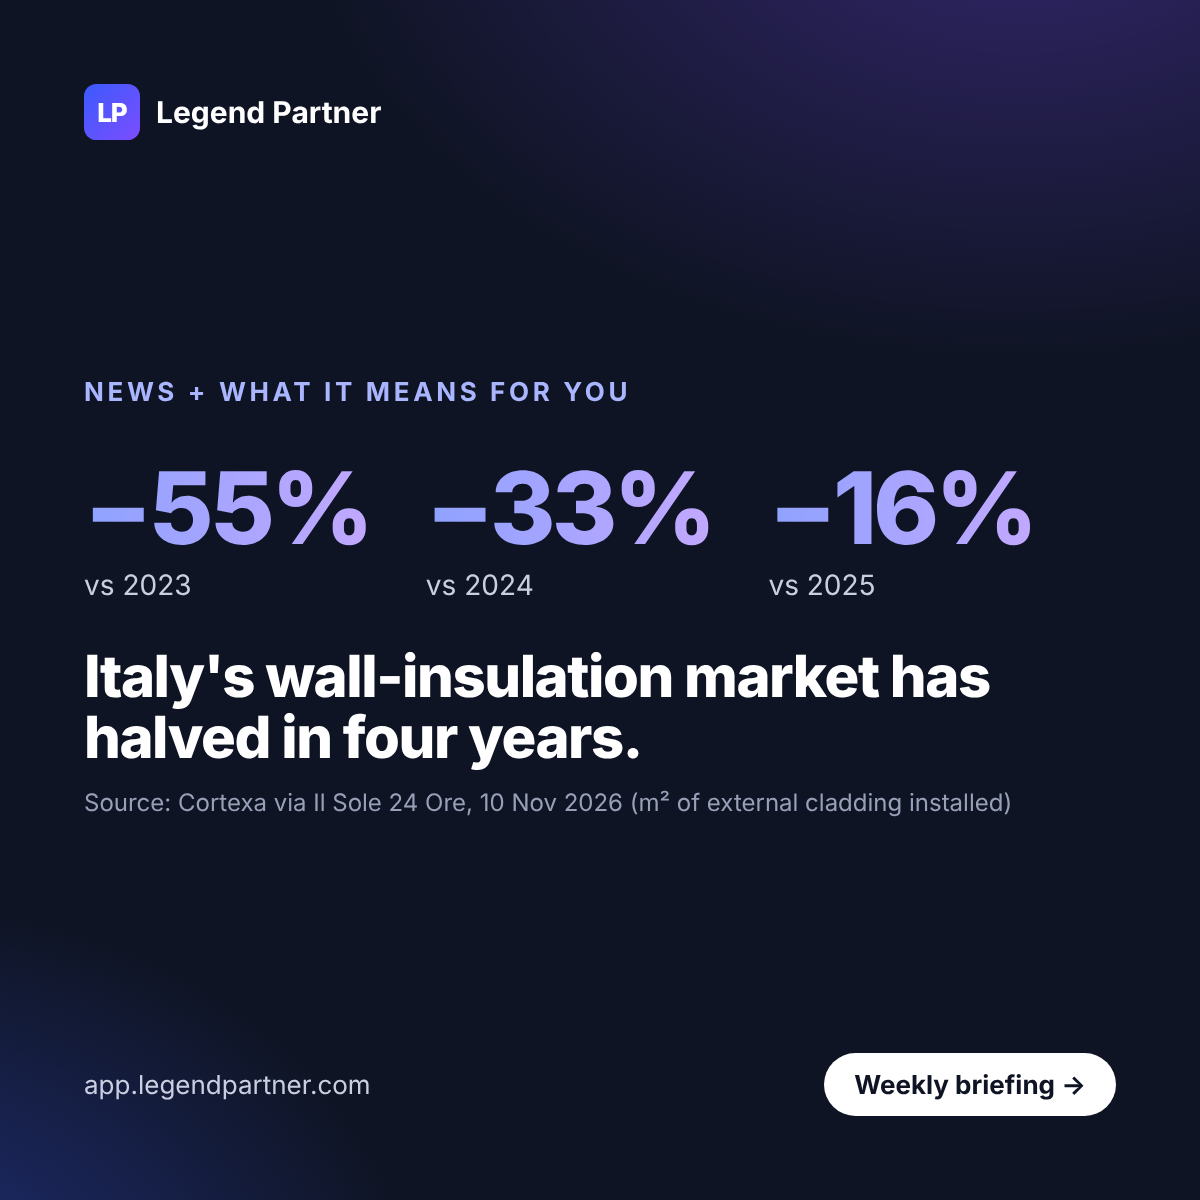 LP Legend Partner
NEWS + WHAT IT MEANS FOR YOU
–55% –33% –16%
vs 2023 vs 2024 vs 2025
Italy's wall-insulation market has
halved in four years.
Source: Cortexa via Il Sole 24 Ore, 10 Nov 2026 (m² of external cladding installed)
app.legendpartner.com Weekly briefing →